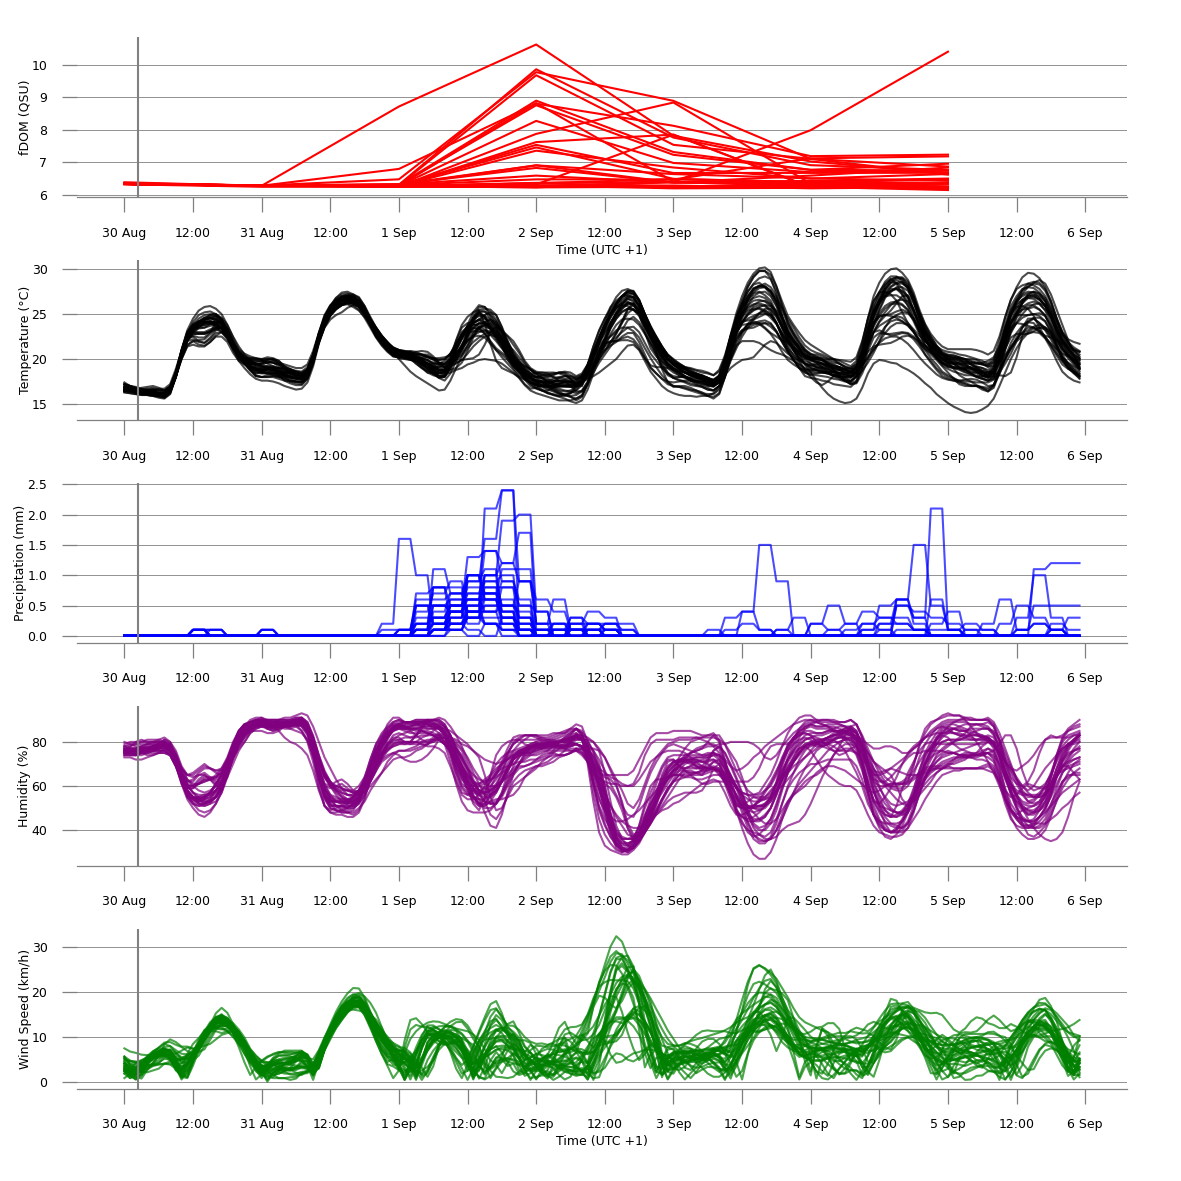 10
9
8
7
6
fDOM (QSU)
30 Aug 12:00 31 Aug 12:00 1 Sep 12:00 2 Sep 12:00 3 Sep 12:00 4 Sep 12:00 5 Sep 12:00 6 Sep
Time (UTC +1)
30
25
20
15
Temperature (°C)
30 Aug 12:00 31 Aug 12:00 1 Sep 12:00 2 Sep 12:00 3 Sep 12:00 4 Sep 12:00 5 Sep 12:00 6 Sep
2.5
2.0
1.5
1.0
0.5
0.0
Precipitation (mm)
30 Aug 12:00 31 Aug 12:00 1 Sep 12:00 2 Sep 12:00 3 Sep 12:00 4 Sep 12:00 5 Sep 12:00 6 Sep
80
60
40
Humidity (%)
30 Aug 12:00 31 Aug 12:00 1 Sep 12:00 2 Sep 12:00 3 Sep 12:00 4 Sep 12:00 5 Sep 12:00 6 Sep
30
20
10
0
Wind Speed (km/h)
30 Aug 12:00 31 Aug 12:00 1 Sep 12:00 2 Sep 12:00 3 Sep 12:00 4 Sep 12:00 5 Sep 12:00 6 Sep
Time (UTC +1)